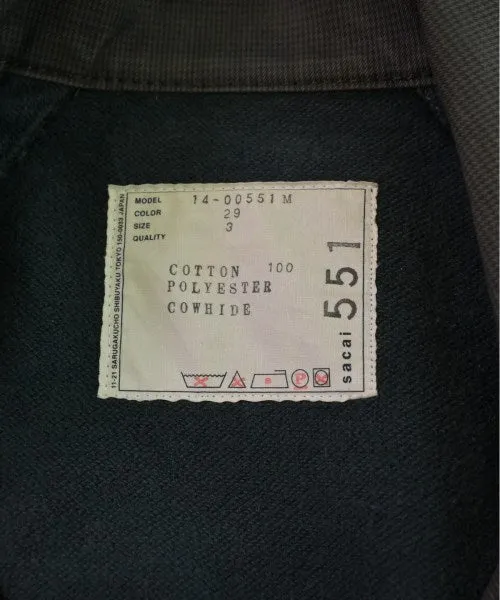 MODEL 14-00551M
COLOR 29
SIZE 3
QUALITY
COTTON 100
POLYESTER
COWHIDE
sacai 551
11-21 SARUGAKUCHO SHIBUYAKU TOKYO 150-0033 JAPAN
P